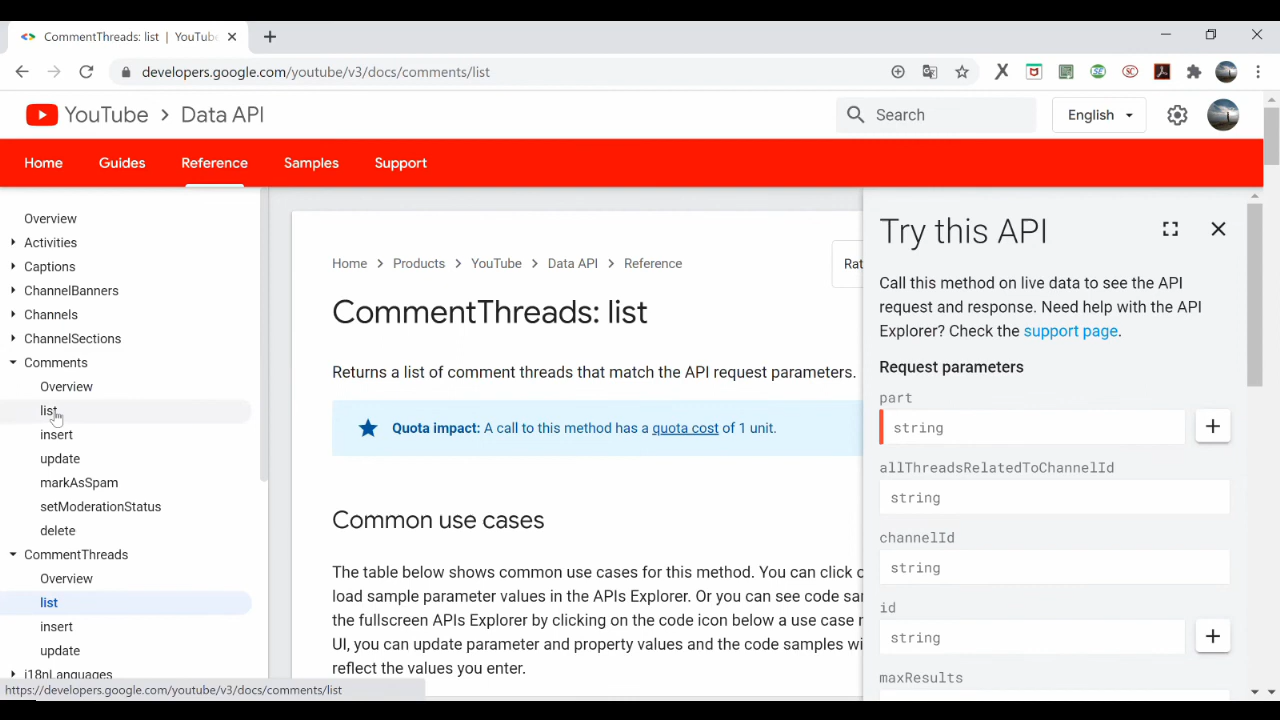 CommentThreads: list | YouTube
developers.google.com/youtube/v3/docs/comments/list
YouTube > Data API
Search
English
Home Guides Reference Samples Support
Overview
Activities
Captions
ChannelBanners
Channels
ChannelSections
Comments
Overview
list
insert
update
markAsSpam
setModerationStatus
delete
CommentThreads
Overview
list
insert
update
i18nLanguages
https://developers.google.com/youtube/v3/docs/comments/list
Home > Products > YouTube > Data API > Reference
Rat
CommentThreads: list
Returns a list of comment threads that match the API request parameters.
Quota impact: A call to this method has a quota cost of 1 unit.
Common use cases
The table below shows common use cases for this method. You can click o
load sample parameter values in the APIs Explorer. Or you can see code sa
the fullscreen APIs Explorer by clicking on the code icon below a use case n
UI, you can update parameter and property values and the code samples wi
reflect the values you enter.
Try this API
Call this method on live data to see the API
request and response. Need help with the API
Explorer? Check the support page.
Request parameters
part
string
allThreadsRelatedToChannelId
string
channelId
string
id
string
maxResults